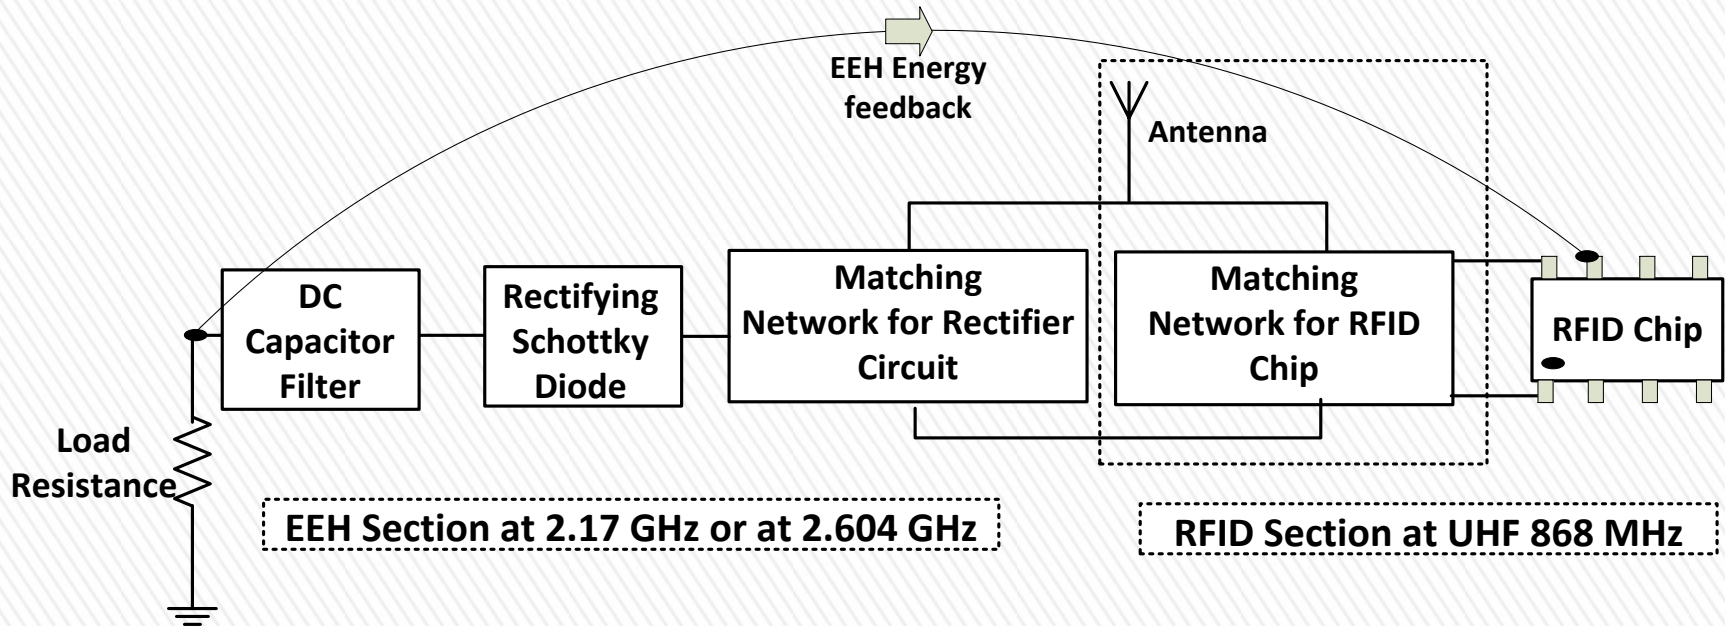 EEH Energy
feedback
Antenna
DC
Capacitor
Filter
Rectifying
Schottky
Diode
Matching
Network for Rectifier
Circuit
Matching
Network for RFID
Chip
RFID Chip
Load
Resistance
EEH Section at 2.17 GHz or at 2.604 GHz
RFID Section at UHF 868 MHz